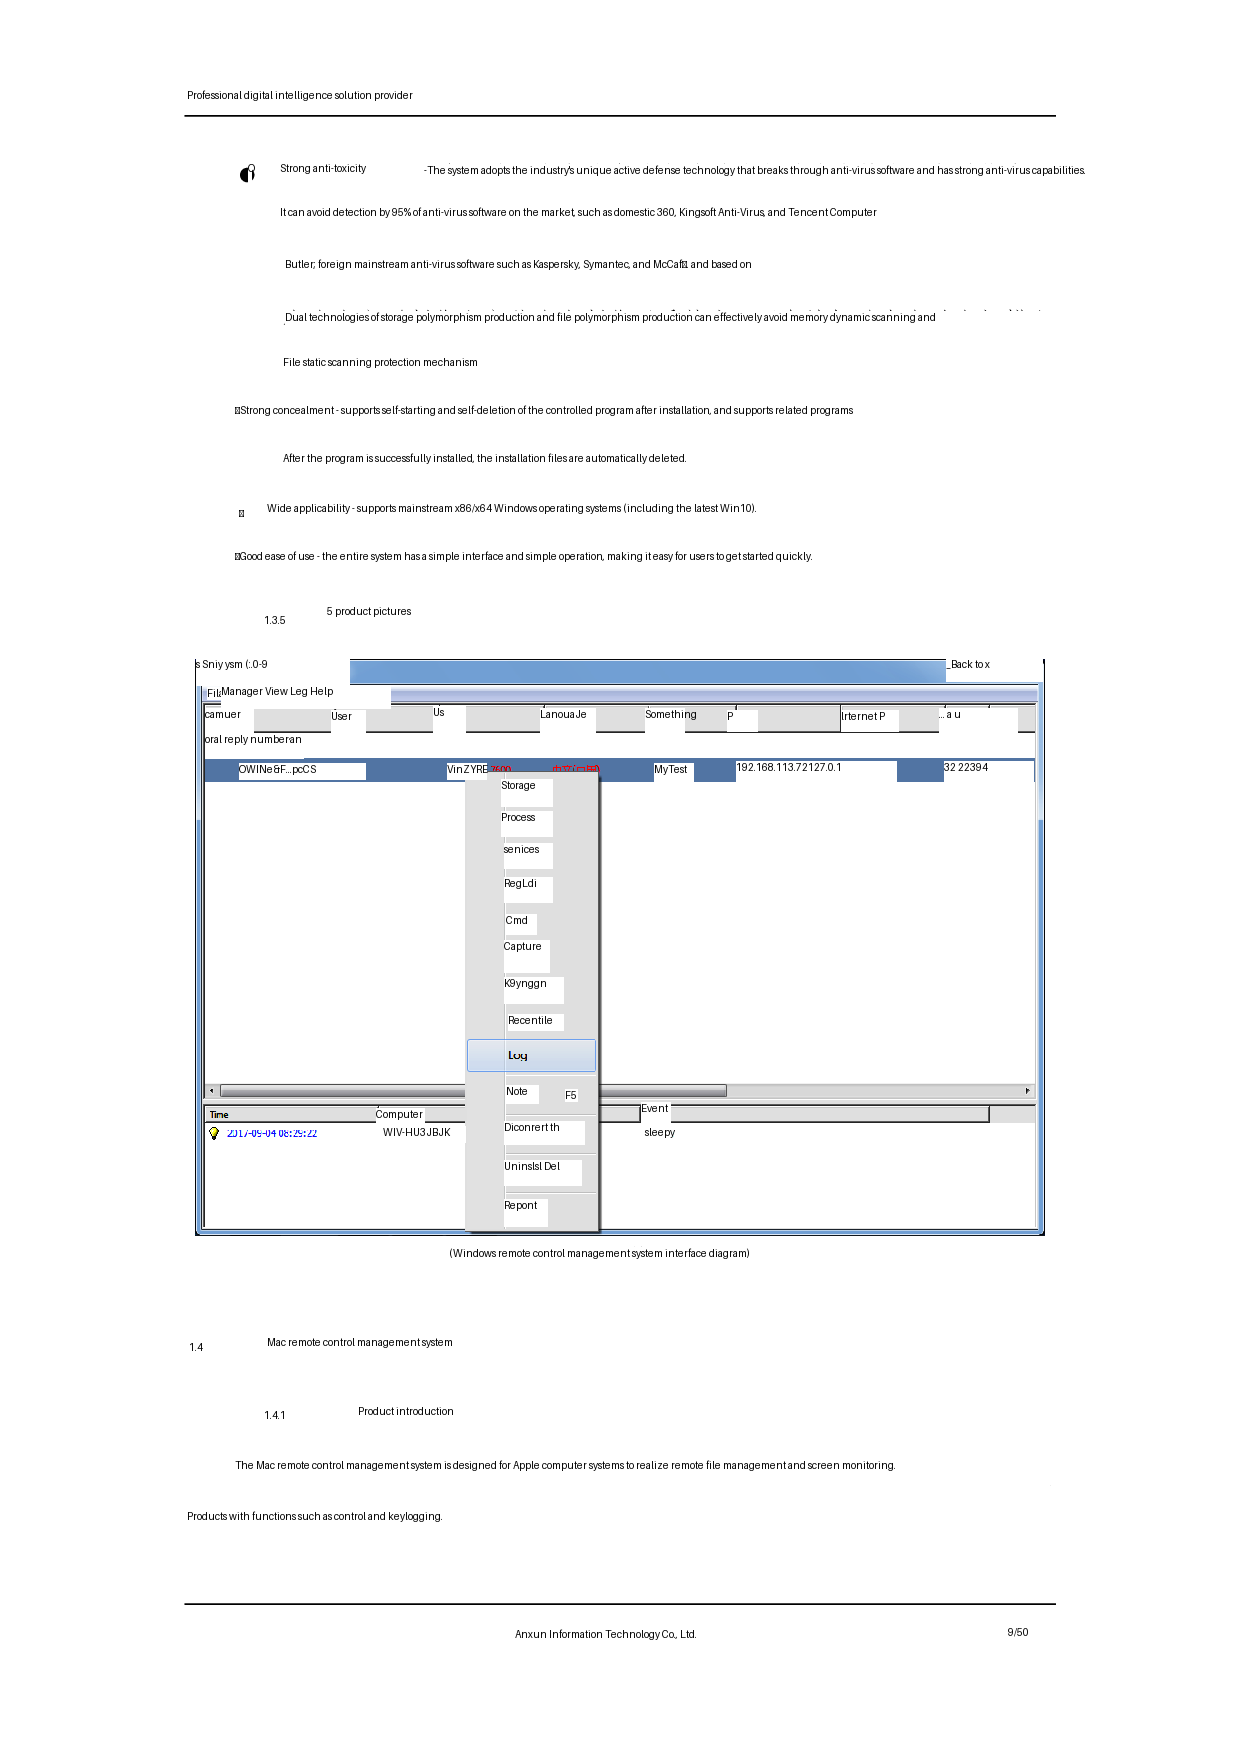 Professional digital intelligence solution provider
Strong anti-toxicity -The system adopts the industry's unique active defense technology that breaks through anti-virus software and has strong anti-virus capabilities.
It can avoid detection by 95% of anti-virus software on the market, such as domestic 360, Kingsoft Anti-Virus, and Tencent Computer
Butler; foreign mainstream anti-virus software such as Kaspersky, Symantec, and McCaf and based on
Dual technologies of storage polymorphism production and file polymorphism production can effectively avoid memory dynamic scanning and
File static scanning protection mechanism
Strong concealment - supports self-starting and self-deletion of the controlled program after installation, and supports related programs
After the program is successfully installed, the installation files are automatically deleted.
Wide applicability - supports mainstream x86/x64 Windows operating systems (including the latest Win10).
Good ease of use - the entire system has a simple interface and simple operation, making it easy for users to get started quickly.
1.3.5 5 product pictures
s Sniy ysm (:.0-9 _Back to x
File Manager View Leg Help
camuer User Us LanouaJe Something P Irternet P ... a u
oral reply numberan
OWINe&F...pcCS VinZYRE 7600 MyTest 192.168.113.72127.0.1 32 22394
Storage
Process
senices
RegLdi
Cmd
Capture
K9ynggn
Recentile
Log
Note F5
Time Computer Event
2017-09-04 08:29:22 WIV-HU3JBJK sleepy
Diconrert th
Uninslsl Del
Repont
(Windows remote control management system interface diagram)
1.4 Mac remote control management system
1.4.1 Product introduction
The Mac remote control management system is designed for Apple computer systems to realize remote file management and screen monitoring.
Products with functions such as control and keylogging.
Anxun Information Technology Co., Ltd. 9/50